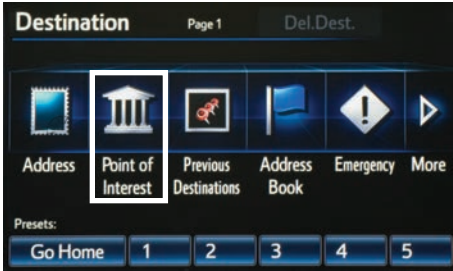 Destination Page 1 Del.Dest.
Address Point of Interest Previous Destinations Address Book Emergency More
Presets:
Go Home 1 2 3 4 5